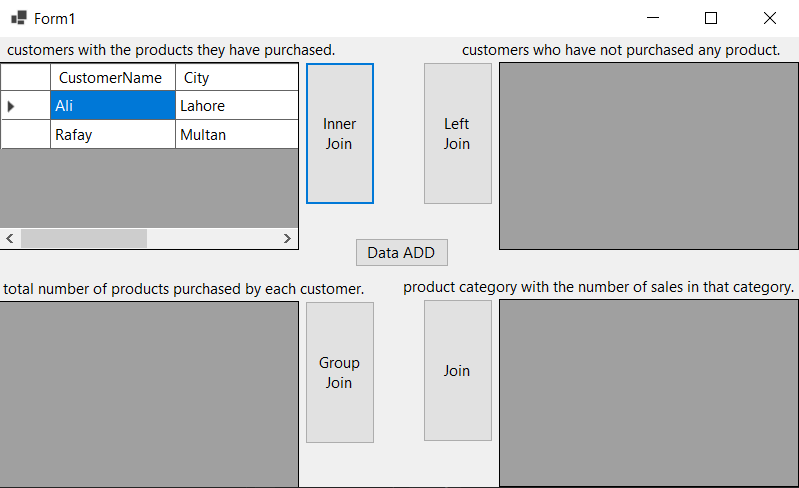 Form1
customers with the products they have purchased.
customers who have not purchased any product.
CustomerName City
Ali Lahore
Rafay Multan
Inner
Join
Left
Join
Data ADD
total number of products purchased by each customer.
product category with the number of sales in that category.
Group
Join
Join